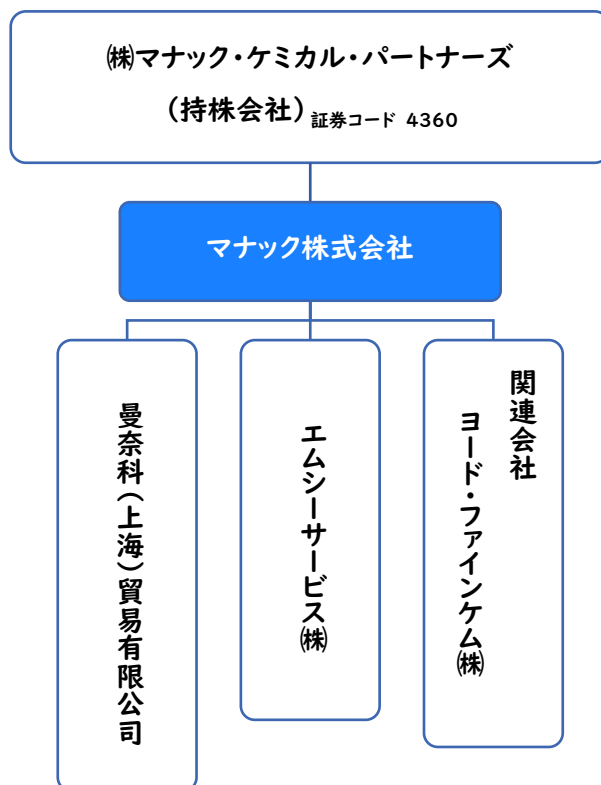 ㈱マナック・ケミカル・パートナーズ
(持株会社) 証券コード 4360
マナック株式会社
曼奈科(上海)貿易有限公司
エムシーサービス㈱
関連会社
ヨード・ファインケム㈱